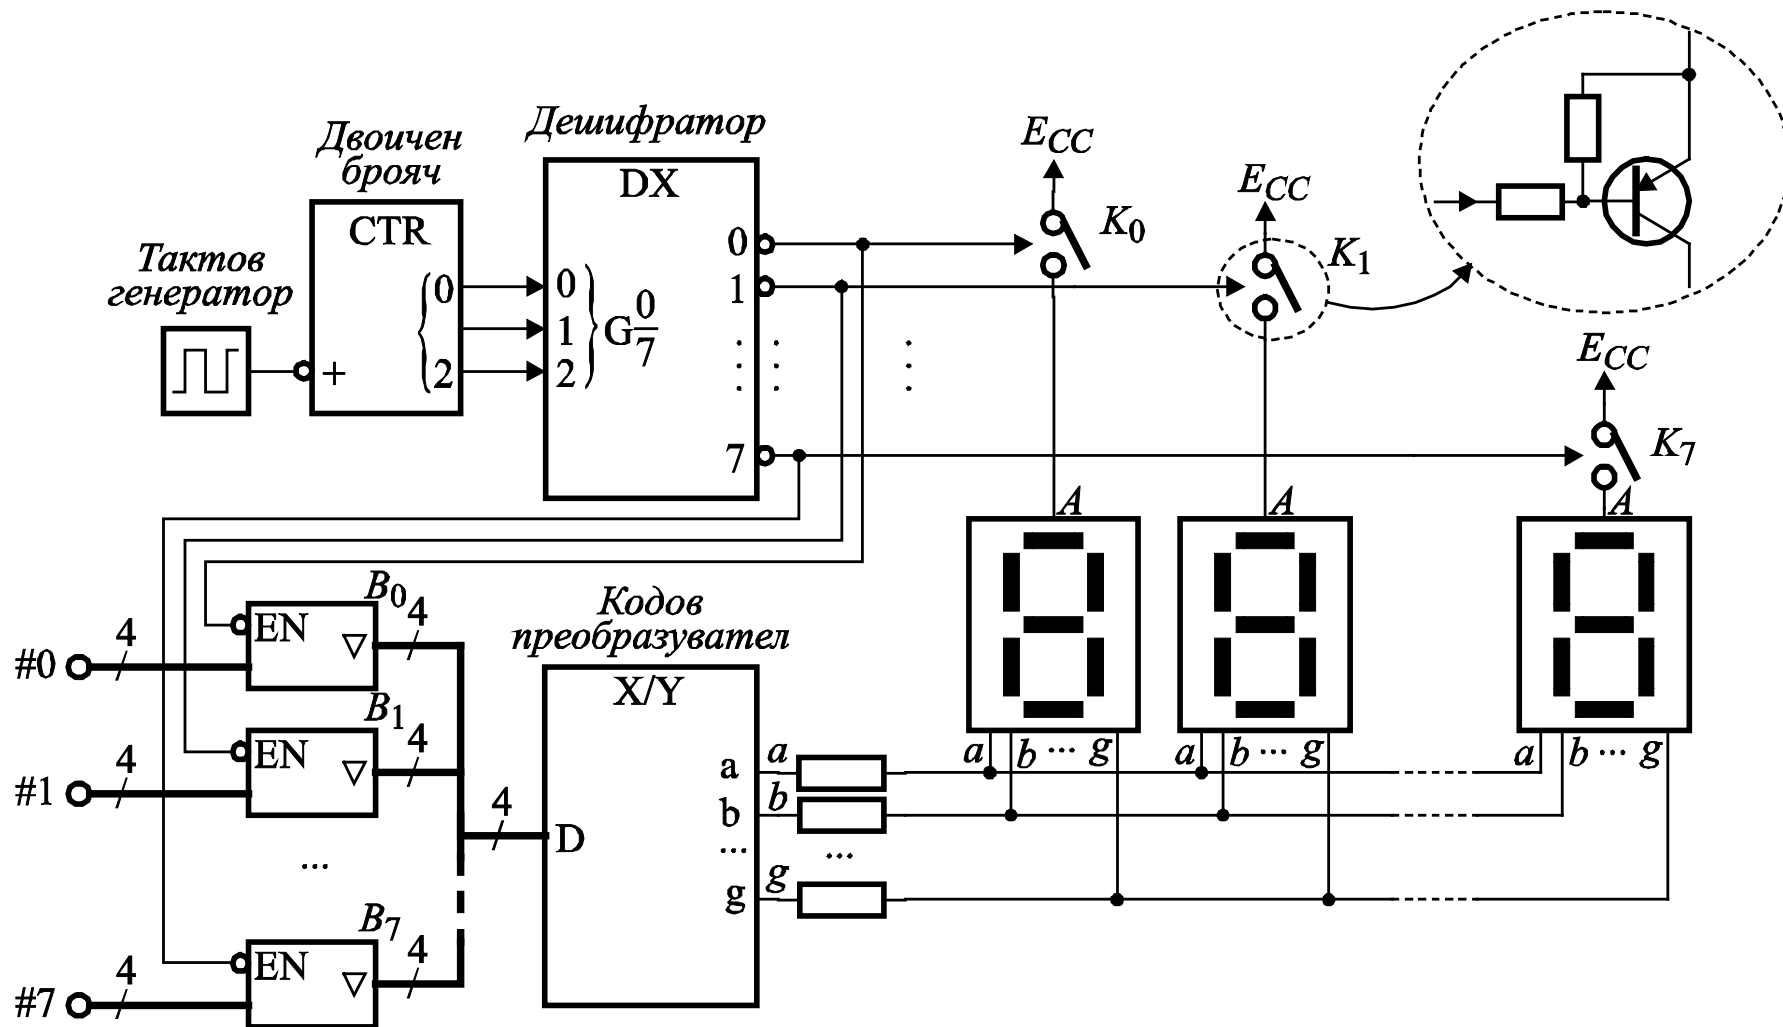 Дешифратор
Двоичен
брояч
Тактов
генератор
CTR
0
1
2
+
DX
0
1
2
G 0/7
0
1
7
E_CC
K_0
E_CC
K_1
E_CC
K_7
A
A
A
B_0
EN
4
4
#0
B_1
EN
4
4
#1
...
B_7
EN
4
4
#7
Кодов
преобразувател
X/Y
4
D
a
b
...
g
a
b
...
g
a b ... g
a b ... g
a b ... g